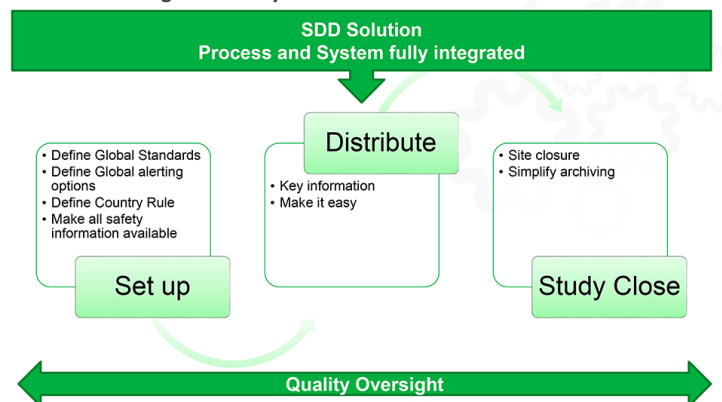 SDD Solution
Process and System fully integrated
Distribute
• Define Global Standards
• Define Global alerting
options
• Define Country Rule
• Make all safety
information available
Set up
• Key information
• Make it easy
• Site closure
• Simplify archiving
Study Close
Quality Oversight